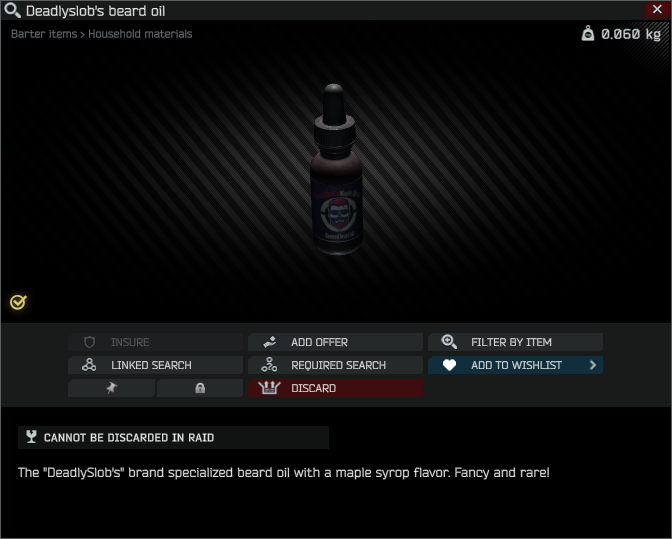 Deadlyslob's beard oil
Barter items > Household materials
0.060 kg
INSURE
ADD OFFER
FILTER BY ITEM
LINKED SEARCH
REQUIRED SEARCH
ADD TO WISHLIST
DISCARD
CANNOT BE DISCARDED IN RAID
The "DeadlySlob's" brand specialized beard oil with a maple syrop flavor. Fancy and rare!